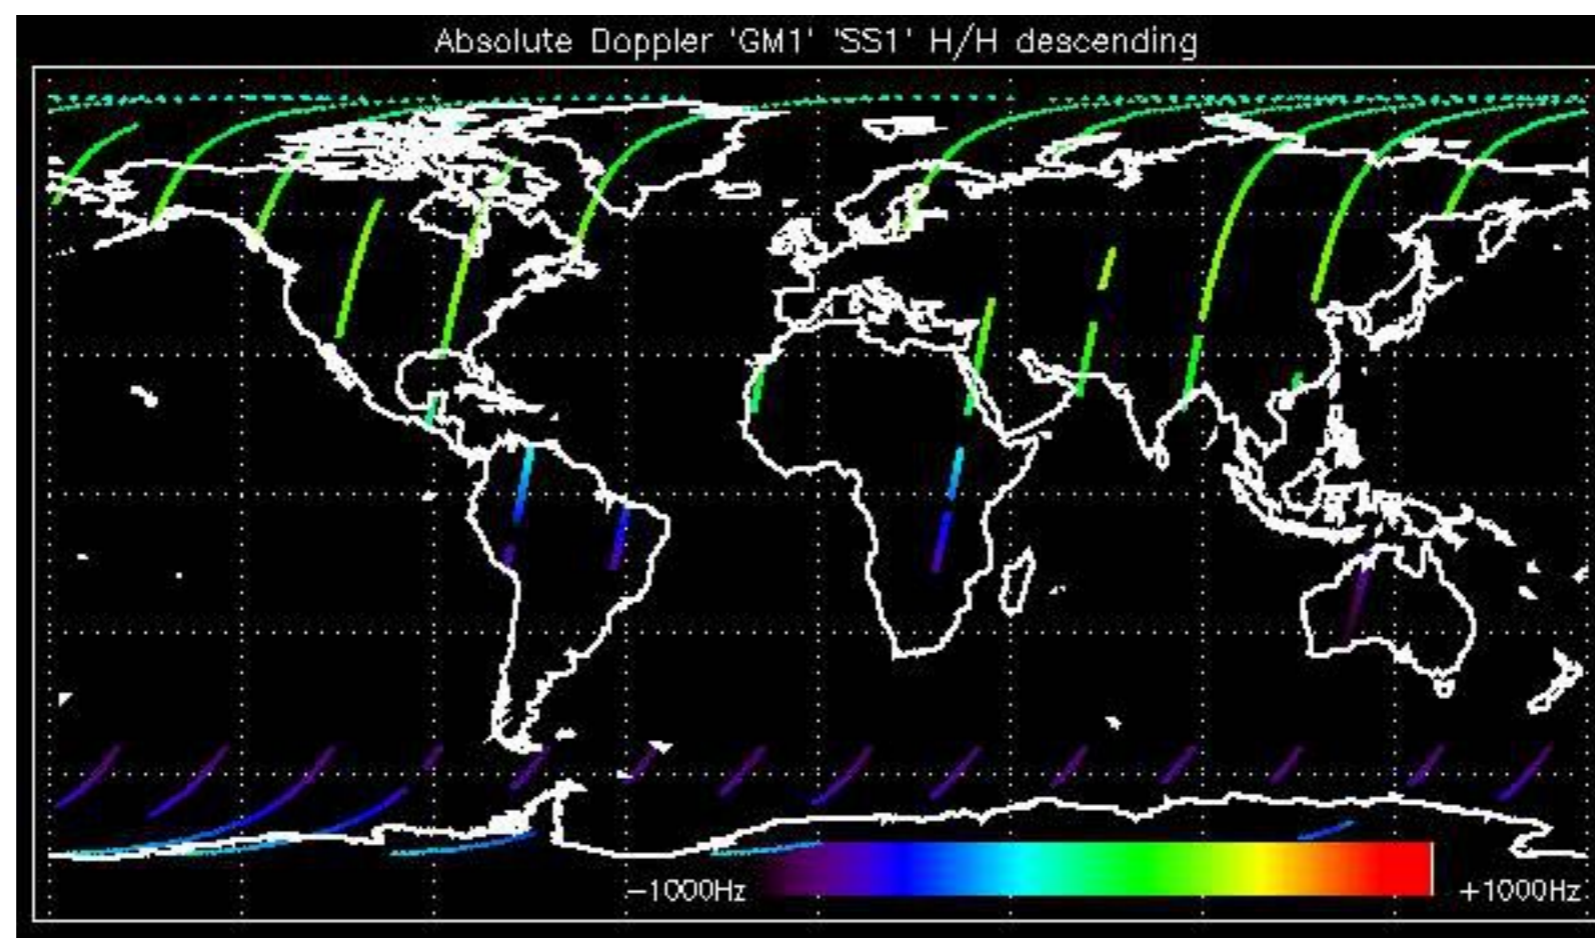 Absolute Doppler 'GM1' 'SS1' H/H descending
−1000Hz
+1000Hz